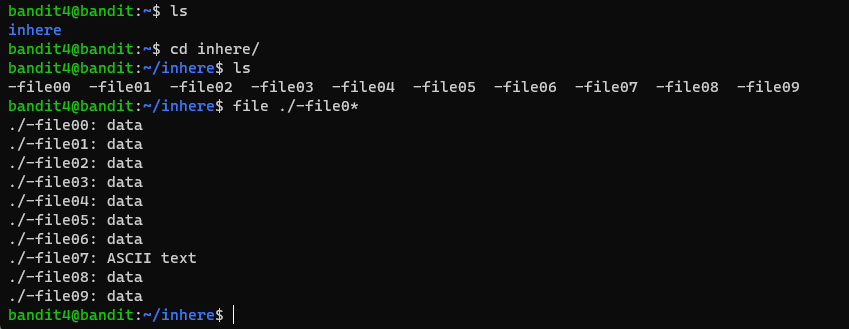 bandit4@bandit:~$ ls
inhere
bandit4@bandit:~$ cd inhere/
bandit4@bandit:~/inhere$ ls
-file00  -file01  -file02  -file03  -file04  -file05  -file06  -file07  -file08  -file09
bandit4@bandit:~/inhere$ file ./-file0*
./-file00: data
./-file01: data
./-file02: data
./-file03: data
./-file04: data
./-file05: data
./-file06: data
./-file07: ASCII text
./-file08: data
./-file09: data
bandit4@bandit:~/inhere$